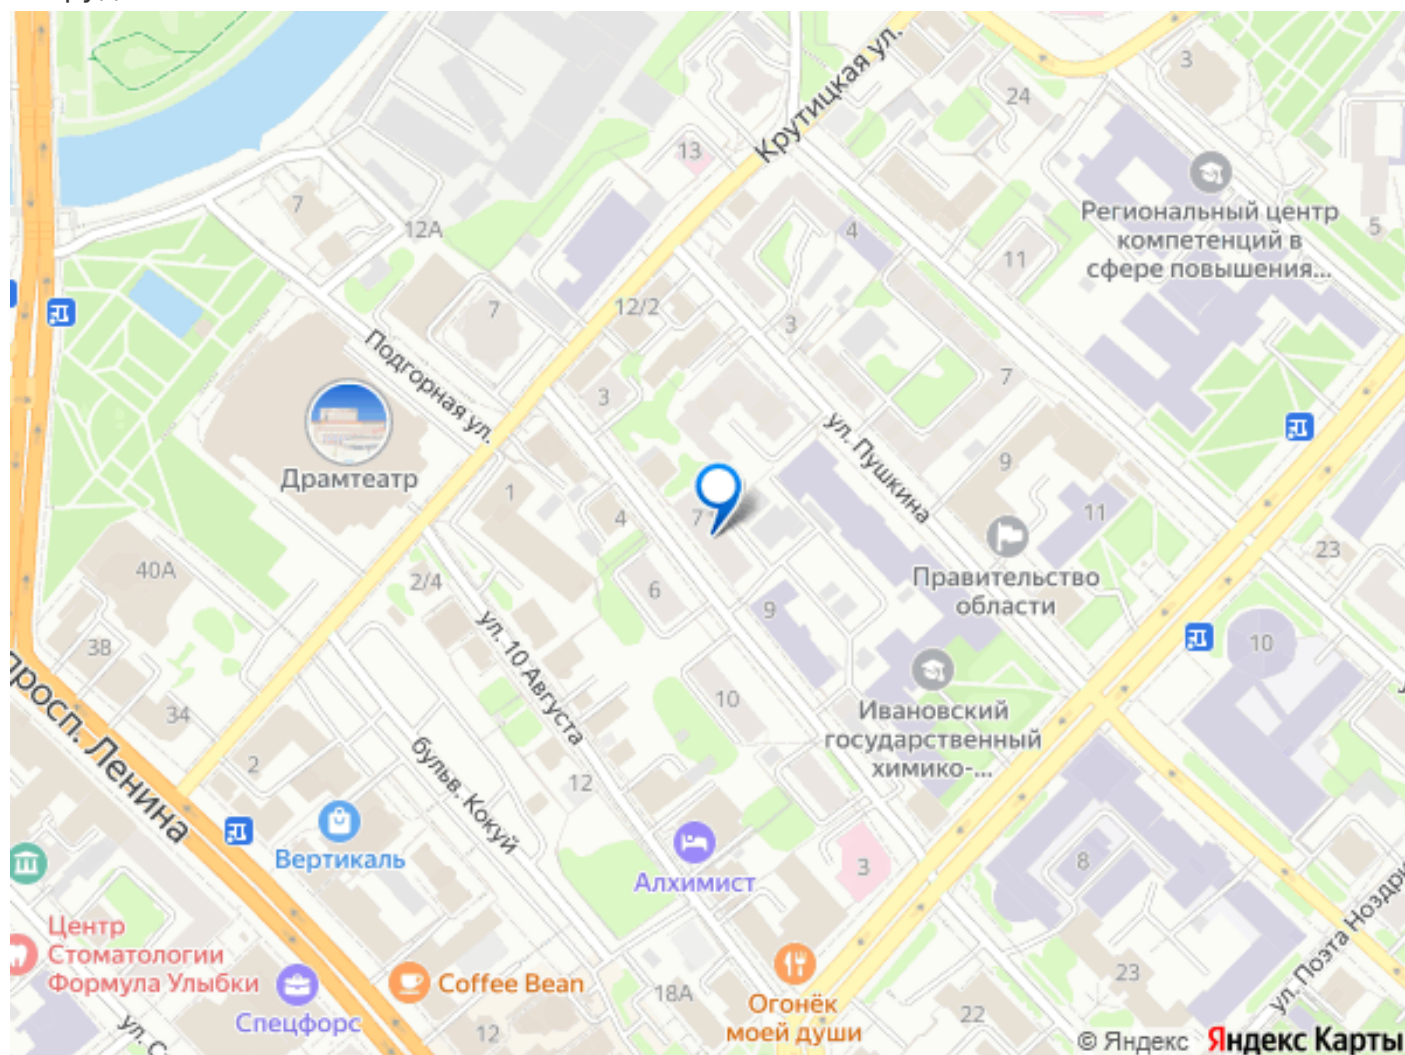 Крутицкая ул.
3
24
13
Региональный центр
компетенций в
сфере повышения...
5
7
12А
4
11
12/2
7
3
Подгорная ул.
3
7
ул. Пушкина
Драмтеатр
9
1
4
7
11
Правительство
области
23
40А
2/4
6
9
10
ул. 10 Августа
38
34
10
Ивановский
государственный
химико-...
просп. Ленина
2
бульв. Кокуй
12
Вертикаль
Алхимист
3
8
Центр
Стоматологии
Формула Улыбки
Coffee Bean
Спецфорс
18А
12
Огонёк
моей души
23
22
ул. Поэта Ноздри
ул. С
© Яндекс Яндекс Карты